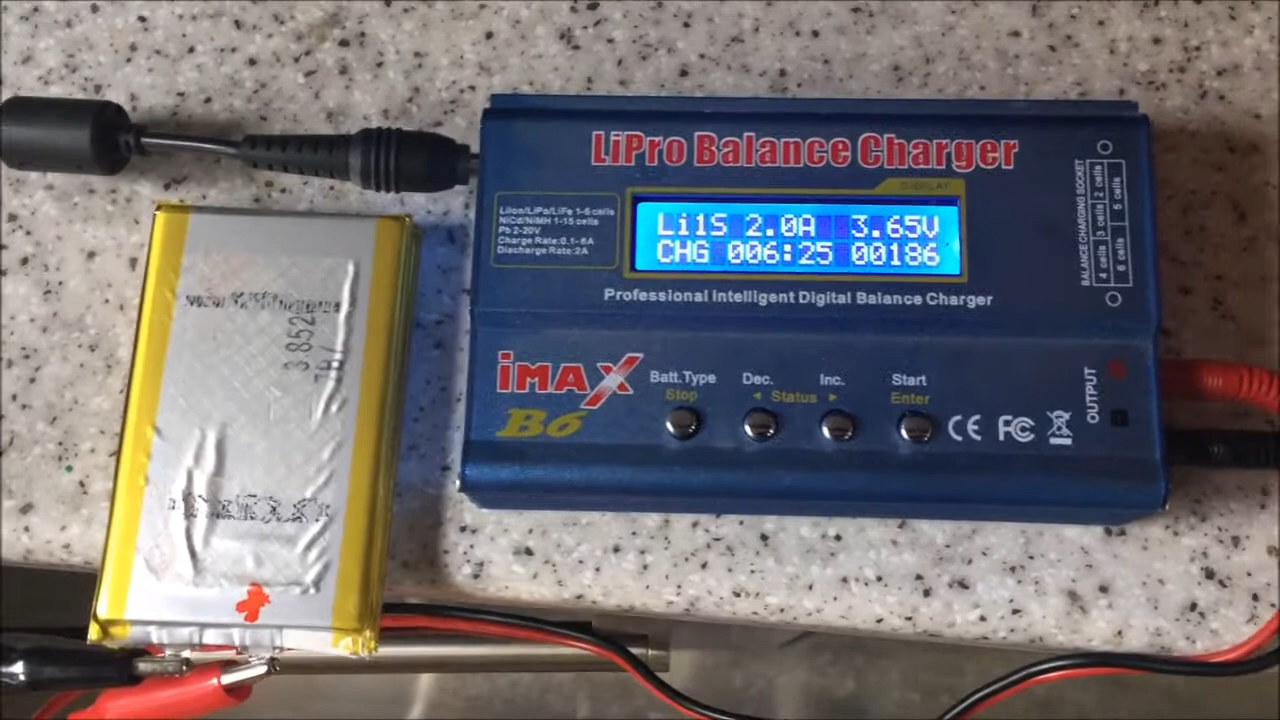 LiPro Balance Charger
DISPLAY
LiIon/LiPo/LiFe 1-6 cells
NiCd/NiMH 1-15 cells
Pb 2-20V
Charge Rate:0.1-6A
Discharge Rate:2A
Li1S 2.0A 3.65V
CHG 006:25 00186
Professional Intelligent Digital Balance Charger
BALANCE CHARGING SOCKET
2 cells
3 cells
4 cells
5 cells
6 cells
iMAX
B6
Batt.Type
Stop
Dec.
Inc.
◄ Status ►
Start
Enter
CE FC
OUTPUT
3.852